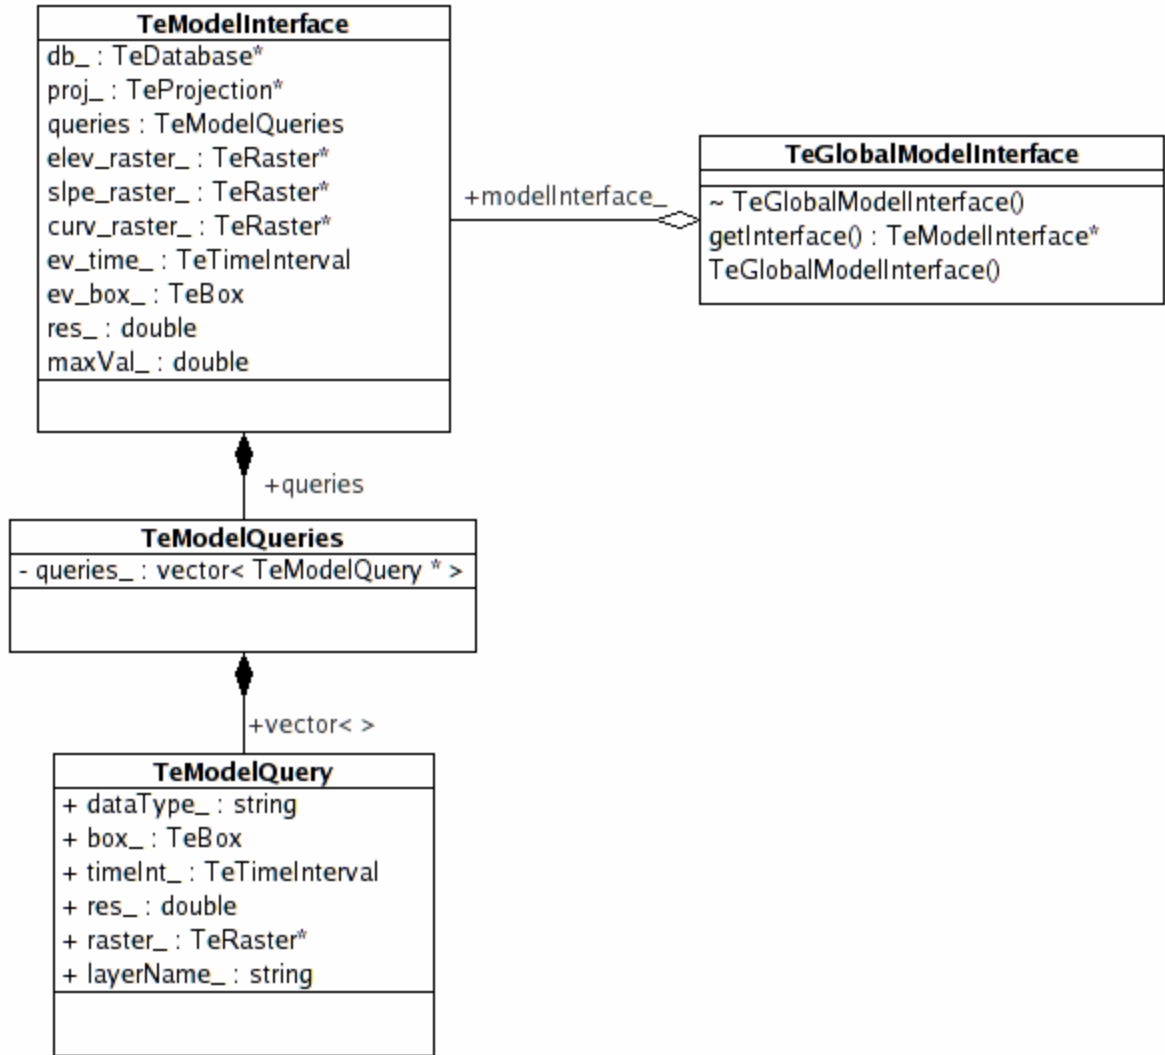 TeModelInterface
db_ : TeDatabase*
proj_ : TeProjection*
queries : TeModelQueries
elev_raster_ : TeRaster*
slpe_raster_ : TeRaster*
curv_raster_ : TeRaster*
ev_time_ : TeTimeInterval
ev_box_ : TeBox
res_ : double
maxVal_ : double
+modelInterface_
TeGlobalModelInterface
~ TeGlobalModelInterface()
getInterface() : TeModelInterface*
TeGlobalModelInterface()
+queries
TeModelQueries
- queries_ : vector< TeModelQuery * >
+vector< >
TeModelQuery
+ dataType_ : string
+ box_ : TeBox
+ timeInt_ : TeTimeInterval
+ res_ : double
+ raster_ : TeRaster*
+ layerName_ : string